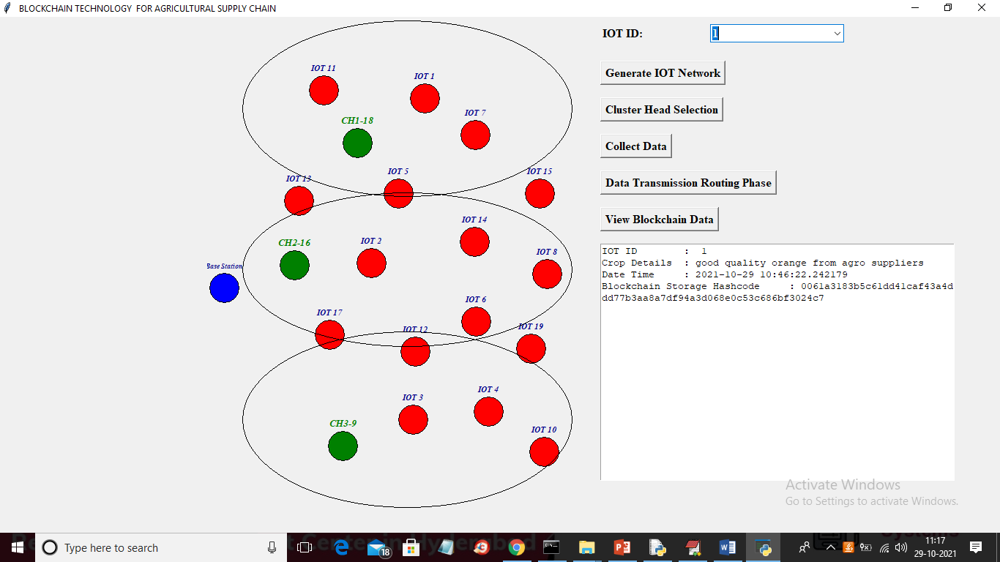 BLOCKCHAIN TECHNOLOGY  FOR AGRICULTURAL SUPPLY CHAIN
IOT ID:
1
Generate IOT Network
Cluster Head Selection
Collect Data
Data Transmission Routing Phase
View Blockchain Data
IOT 11
IOT 1
IOT 7
CH1-18
IOT 13
IOT 5
IOT 15
IOT 14
CH2-16
IOT 2
IOT 8
Base Station
IOT 6
IOT 17
IOT 12
IOT 19
IOT 3
IOT 4
CH3-9
IOT 10
IOT ID        :  1
Crop Details  : good quality orange from agro suppliers
Date Time     : 2021-10-29 10:46:22.242179
Blockchain Storage Hashcode     : 0061a3183b5c61dd41caf43a4d
dd77b3aa8a7df94a3d068e0c53c686bf3024c7
Activate Windows
Go to Settings to activate Windows.
Type here to search
18
11:17
29-10-2021